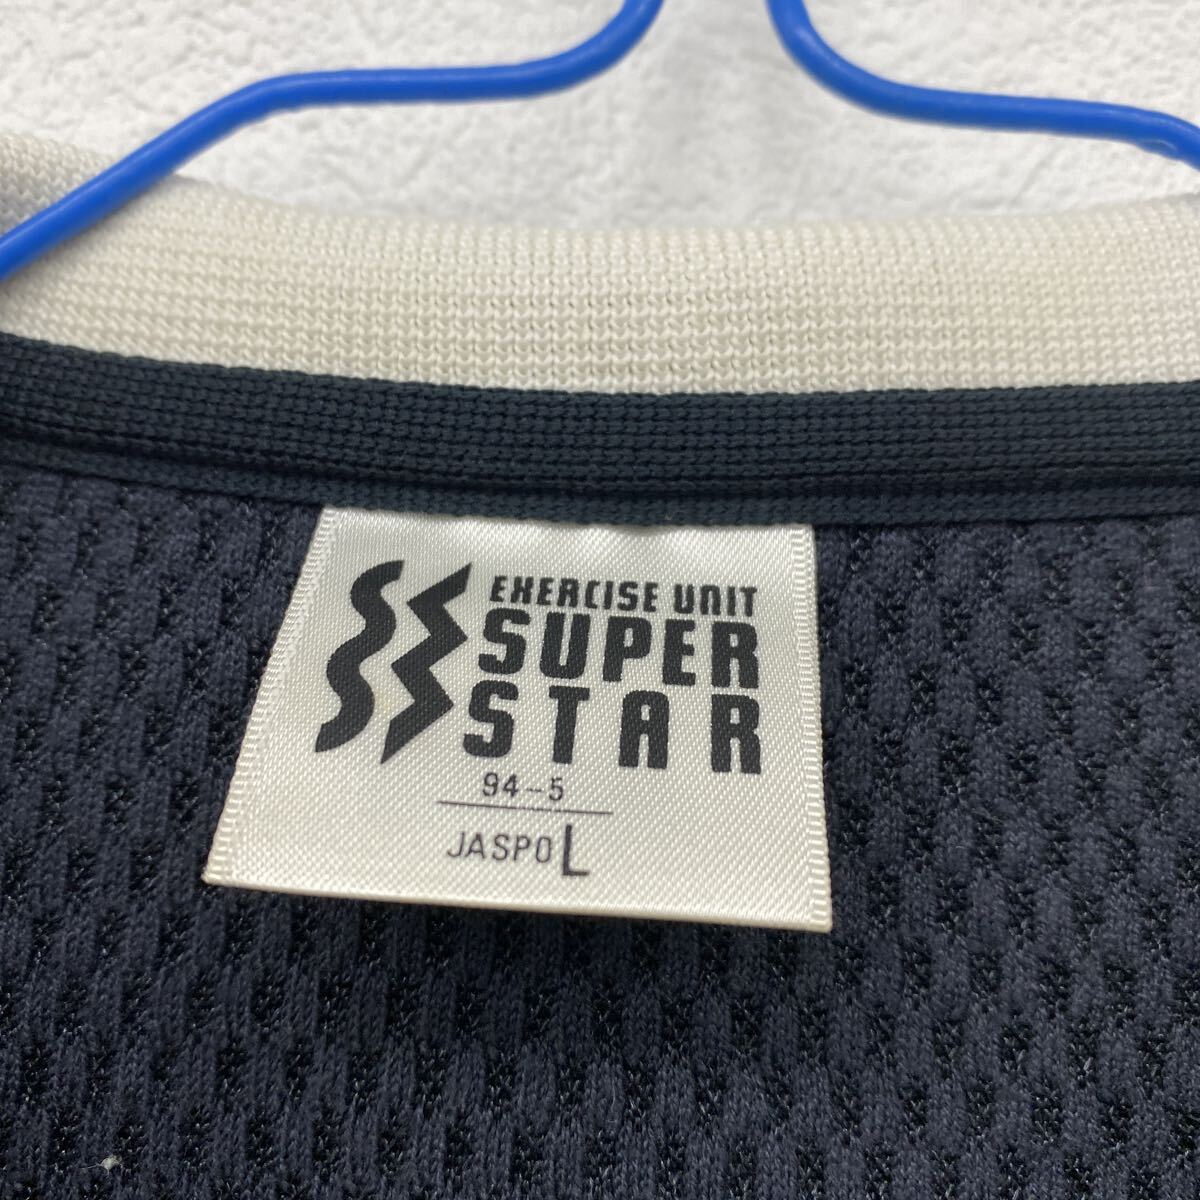 EXERCISE UNIT
SUPER
STAR
94-5
JASPO L